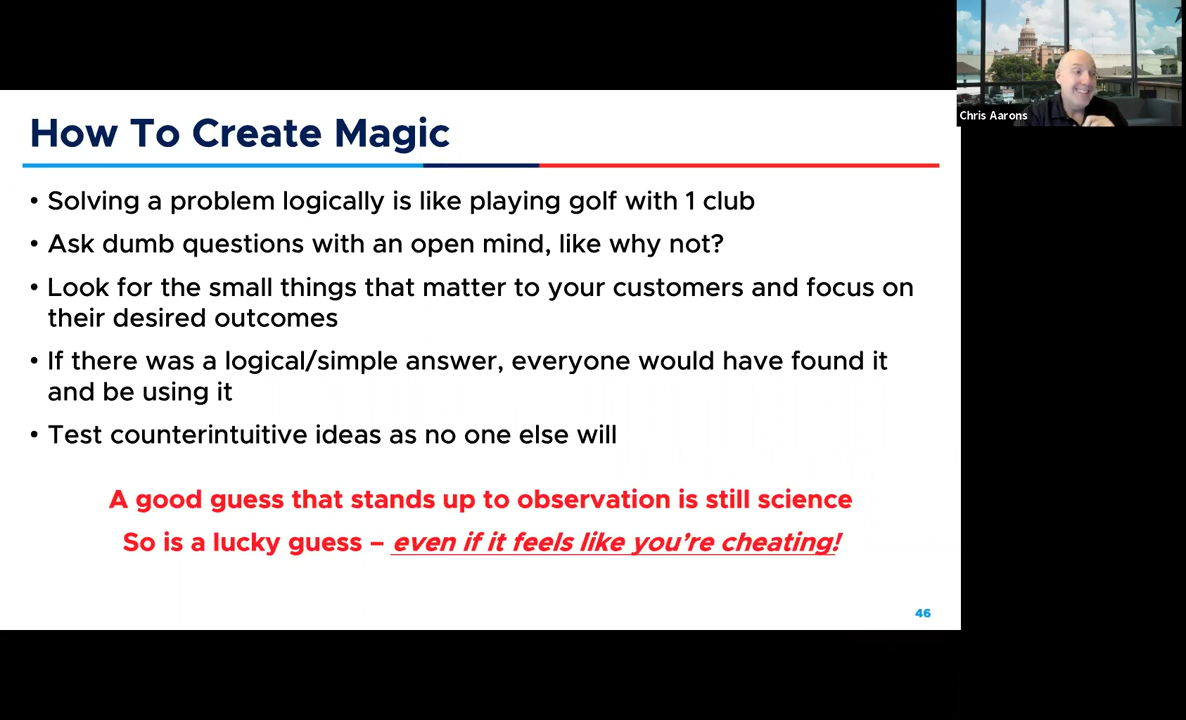 How To Create Magic
• Solving a problem logically is like playing golf with 1 club
• Ask dumb questions with an open mind, like why not?
• Look for the small things that matter to your customers and focus on
their desired outcomes
• If there was a logical/simple answer, everyone would have found it
and be using it
• Test counterintuitive ideas as no one else will
A good guess that stands up to observation is still science
So is a lucky guess – even if it feels like you’re cheating!
46
Chris Aarons